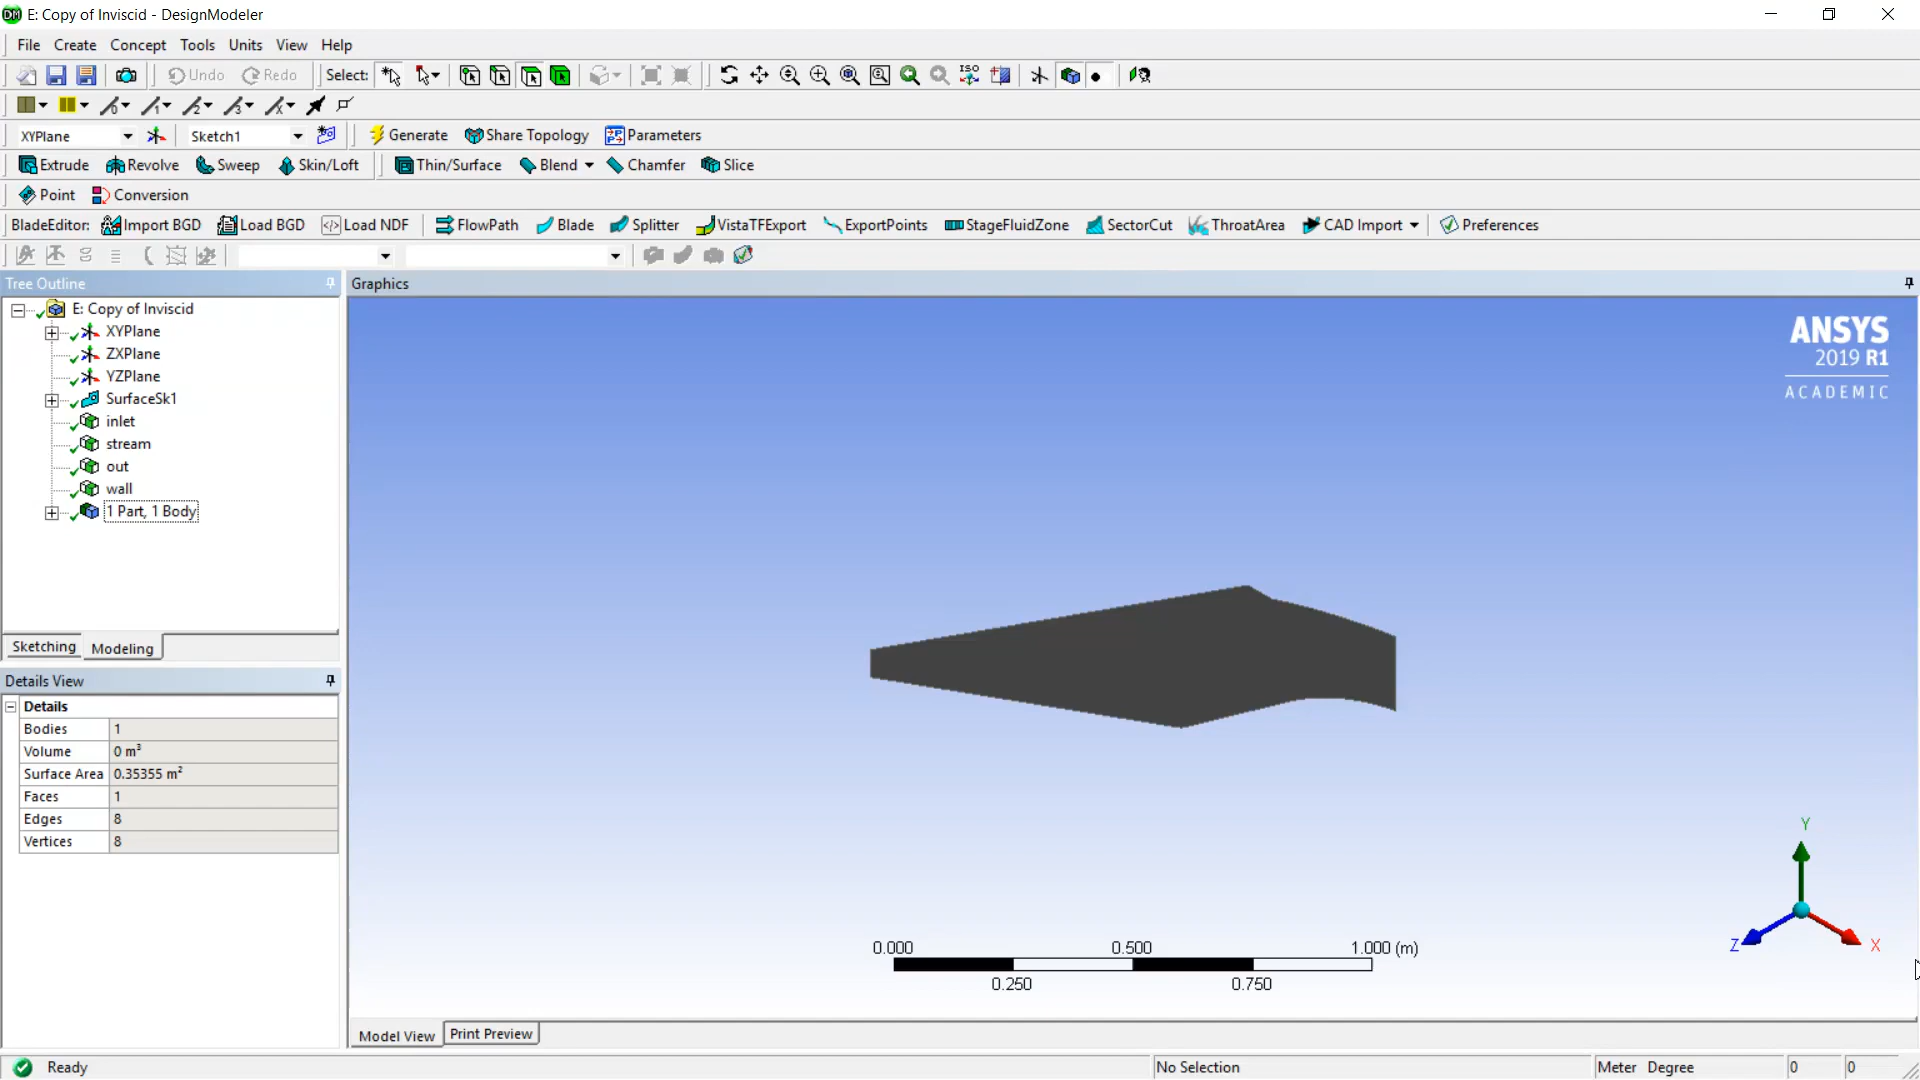 E: Copy of Inviscid - DesignModeler
File Create Concept Tools Units View Help
Undo Redo Select:
XYPlane Sketch1 Generate Share Topology Parameters
Extrude Revolve Sweep Skin/Loft Thin/Surface Blend Chamfer Slice
Point Conversion
BladeEditor: Import BGD Load BGD Load NDF FlowPath Blade Splitter VistaTFExport ExportPoints StageFluidZone SectorCut ThroatArea CAD Import Preferences
Tree Outline
E: Copy of Inviscid
XYPlane
ZXPlane
YZPlane
SurfaceSk1
inlet
stream
out
wall
1 Part, 1 Body
Sketching Modeling
Details View
Details
Bodies 1
Volume 0 m³
Surface Area 0.35355 m²
Faces 1
Edges 8
Vertices 8
Graphics
ANSYS
2019 R1
ACADEMIC
Y
Z X
0.000 0.500 1.000 (m)
0.250 0.750
Model View Print Preview
Ready No Selection Meter Degree 0 0